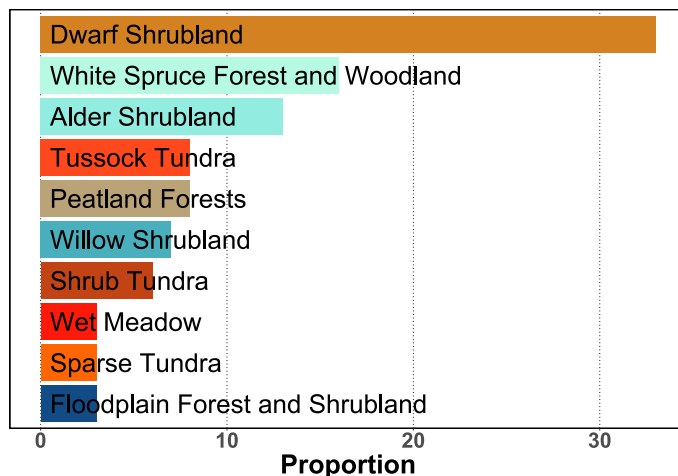 Dwarf Shrubland
White Spruce Forest and Woodland
Alder Shrubland
Tussock Tundra
Peatland Forests
Willow Shrubland
Shrub Tundra
Wet Meadow
Sparse Tundra
Floodplain Forest and Shrubland
0 10 20 30
Proportion